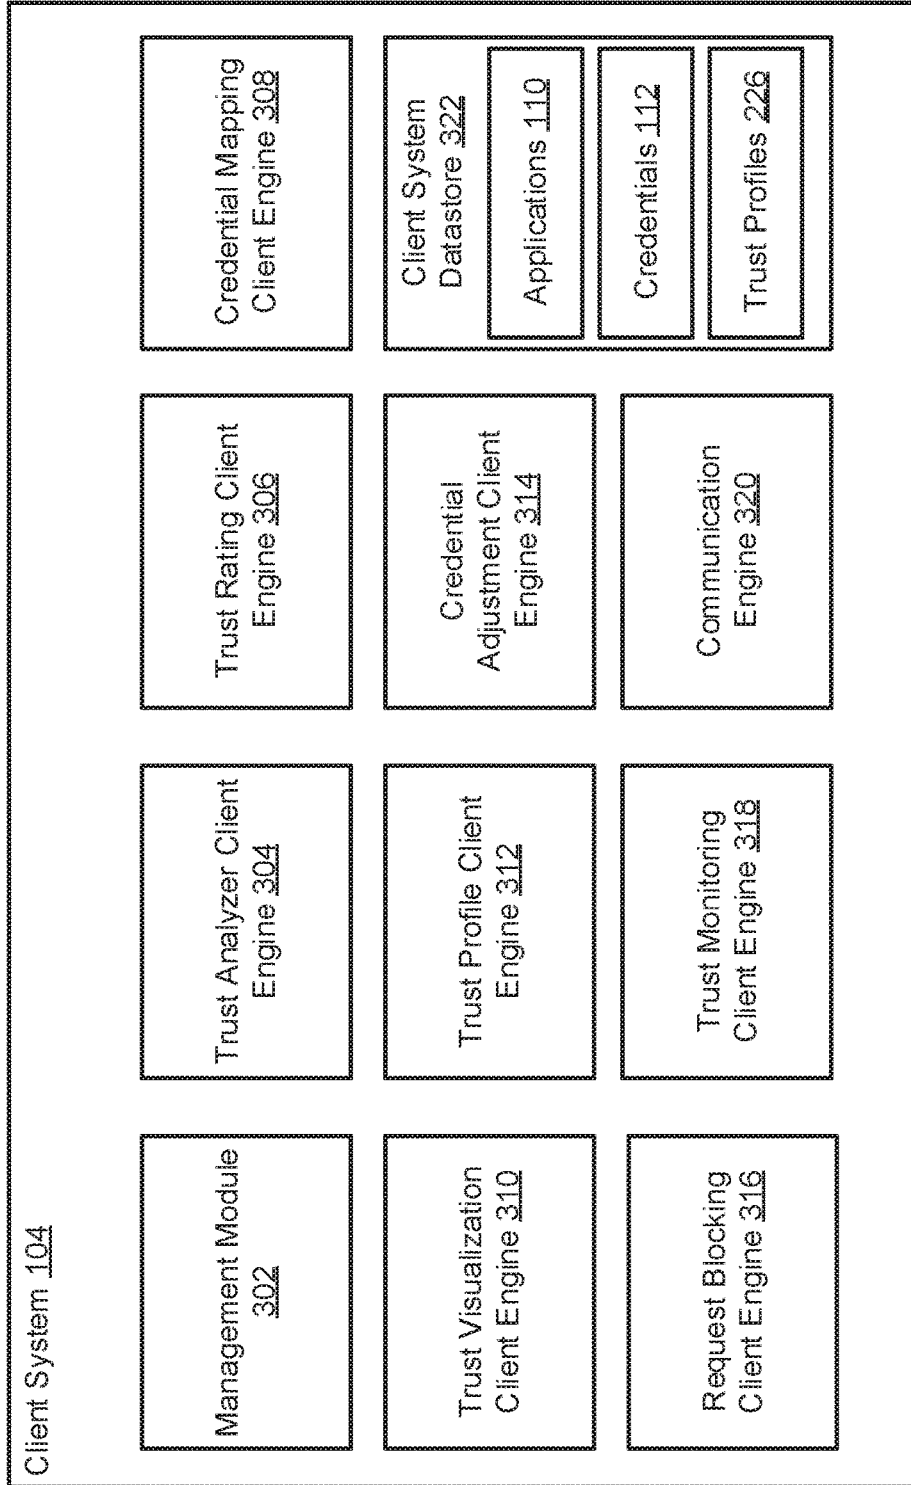 Client System 104
Management Module
302
Trust Analyzer Client
Engine 304
Trust Rating Client
Engine 306
Credential Mapping
Client Engine 308
Trust Visualization
Client Engine 310
Trust Profile Client
Engine 312
Credential
Adjustment Client
Engine 314
Client System
Datastore 322
Applications 110
Credentials 112
Trust Profiles 226
Request Blocking
Client Engine 316
Trust Monitoring
Client Engine 318
Communication
Engine 320